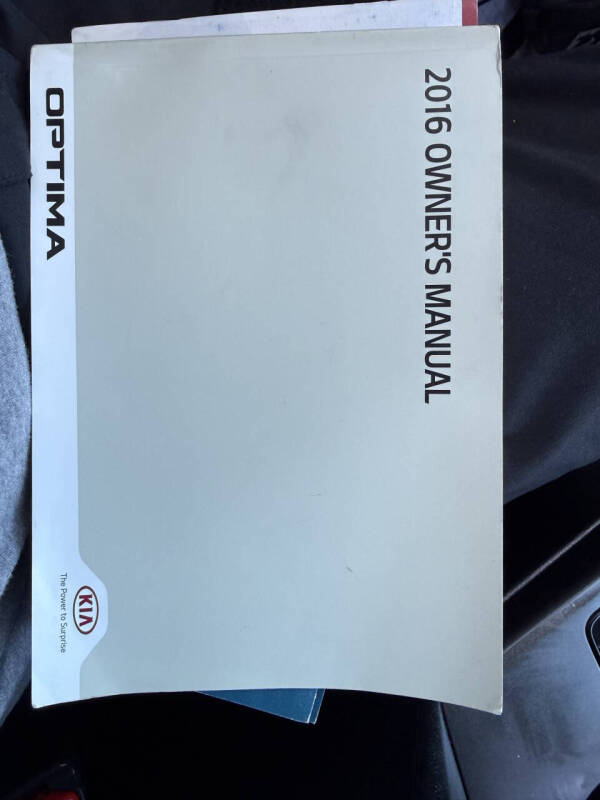 2016 OWNER'S MANUAL
OPTIMA
KIA
The Power to Surprise